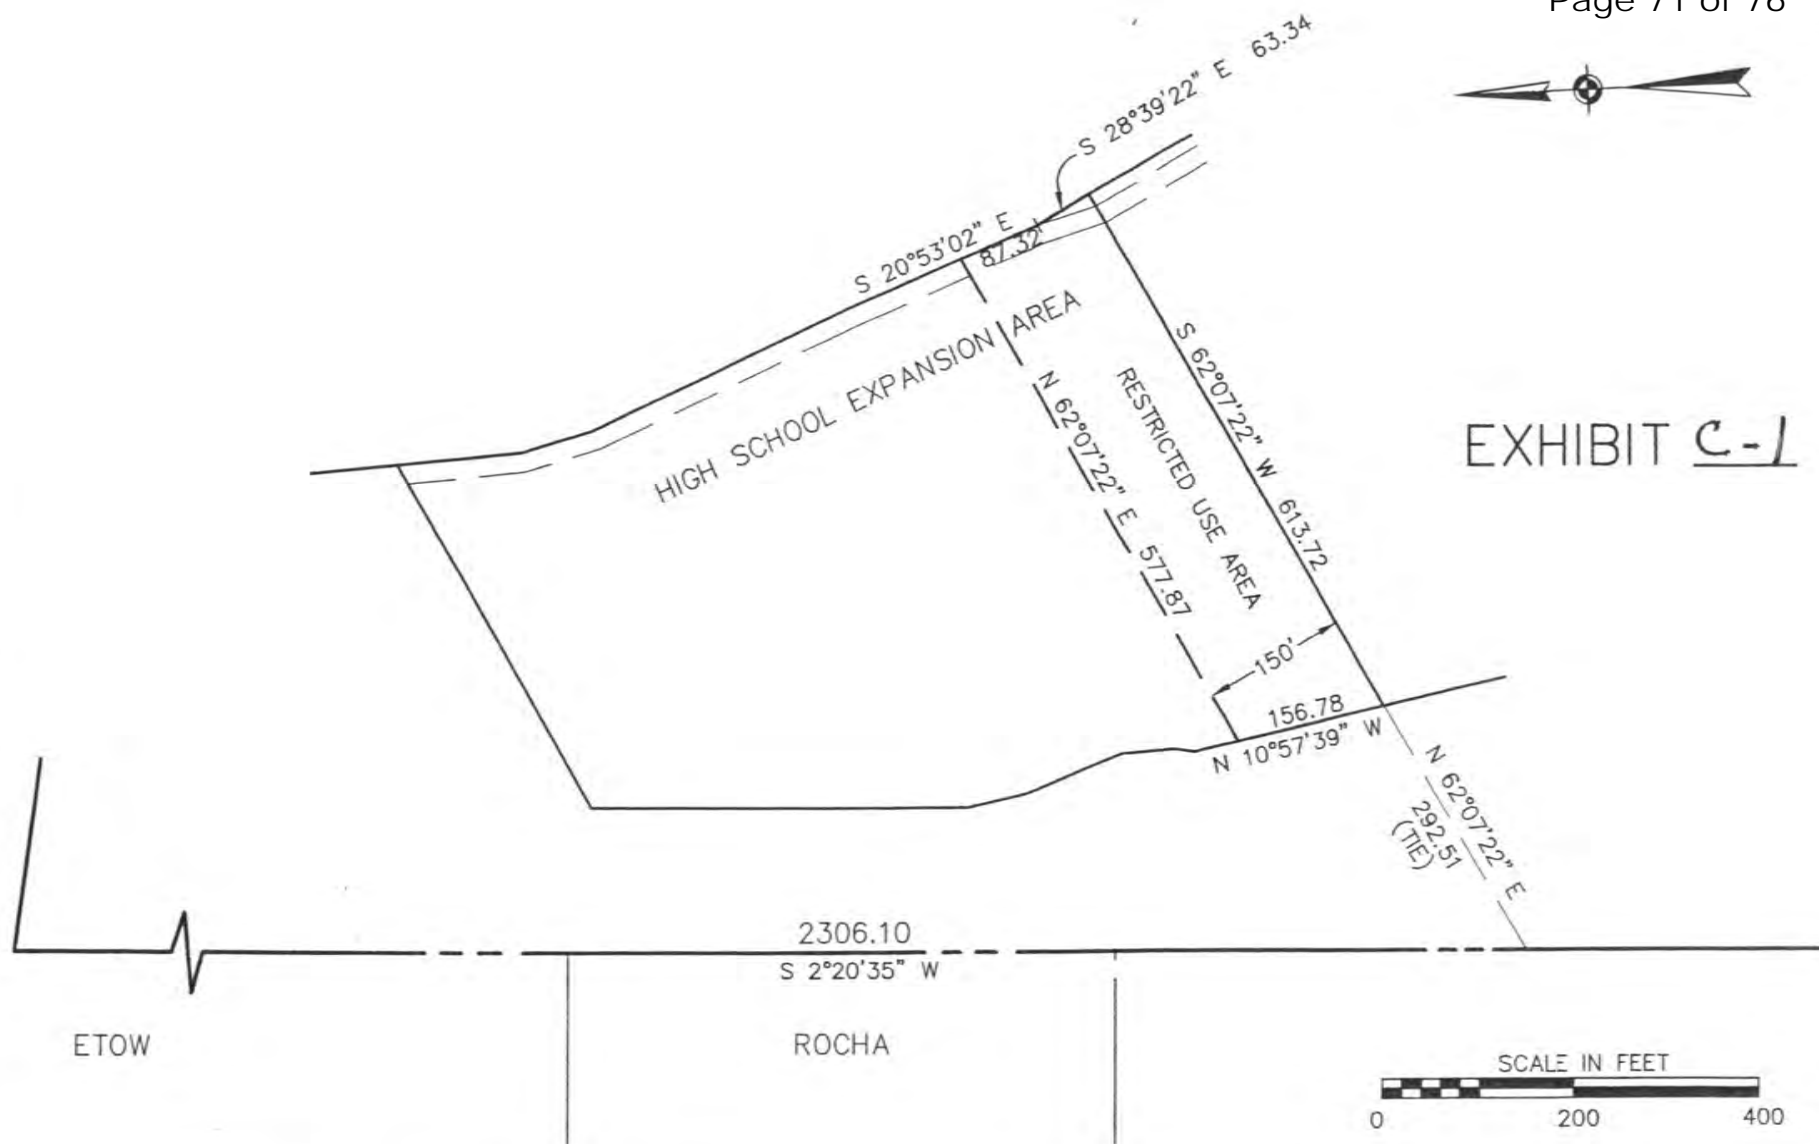 Page 71 of 78
S 28°39'22" E 63.34
S 20°53'02" E
87.32'
HIGH SCHOOL EXPANSION AREA
S 62°07'22" W 613.72
RESTRICTED USE AREA
N 62°07'22" E 577.87
EXHIBIT C-1
150'
156.78
N 10°57'39" W
N 62°07'22" E
292.51
(TIE)
2306.10
S 2°20'35" W
ETOW
ROCHA
SCALE IN FEET
0 200 400